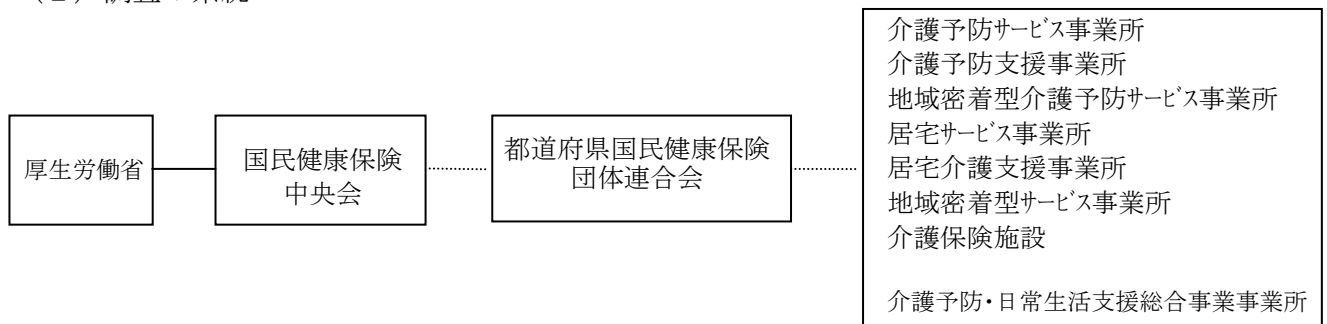 厚生労働省
国民健康保険
中央会
都道府県国民健康保険
団体連合会
介護予防ｻｰﾋﾞｽ事業所
介護予防支援事業所
地域密着型介護予防ｻｰﾋﾞｽ事業所
居宅ｻｰﾋﾞｽ事業所
居宅介護支援事業所
地域密着型ｻｰﾋﾞｽ事業所
介護保険施設
介護予防・日常生活支援総合事業事業所